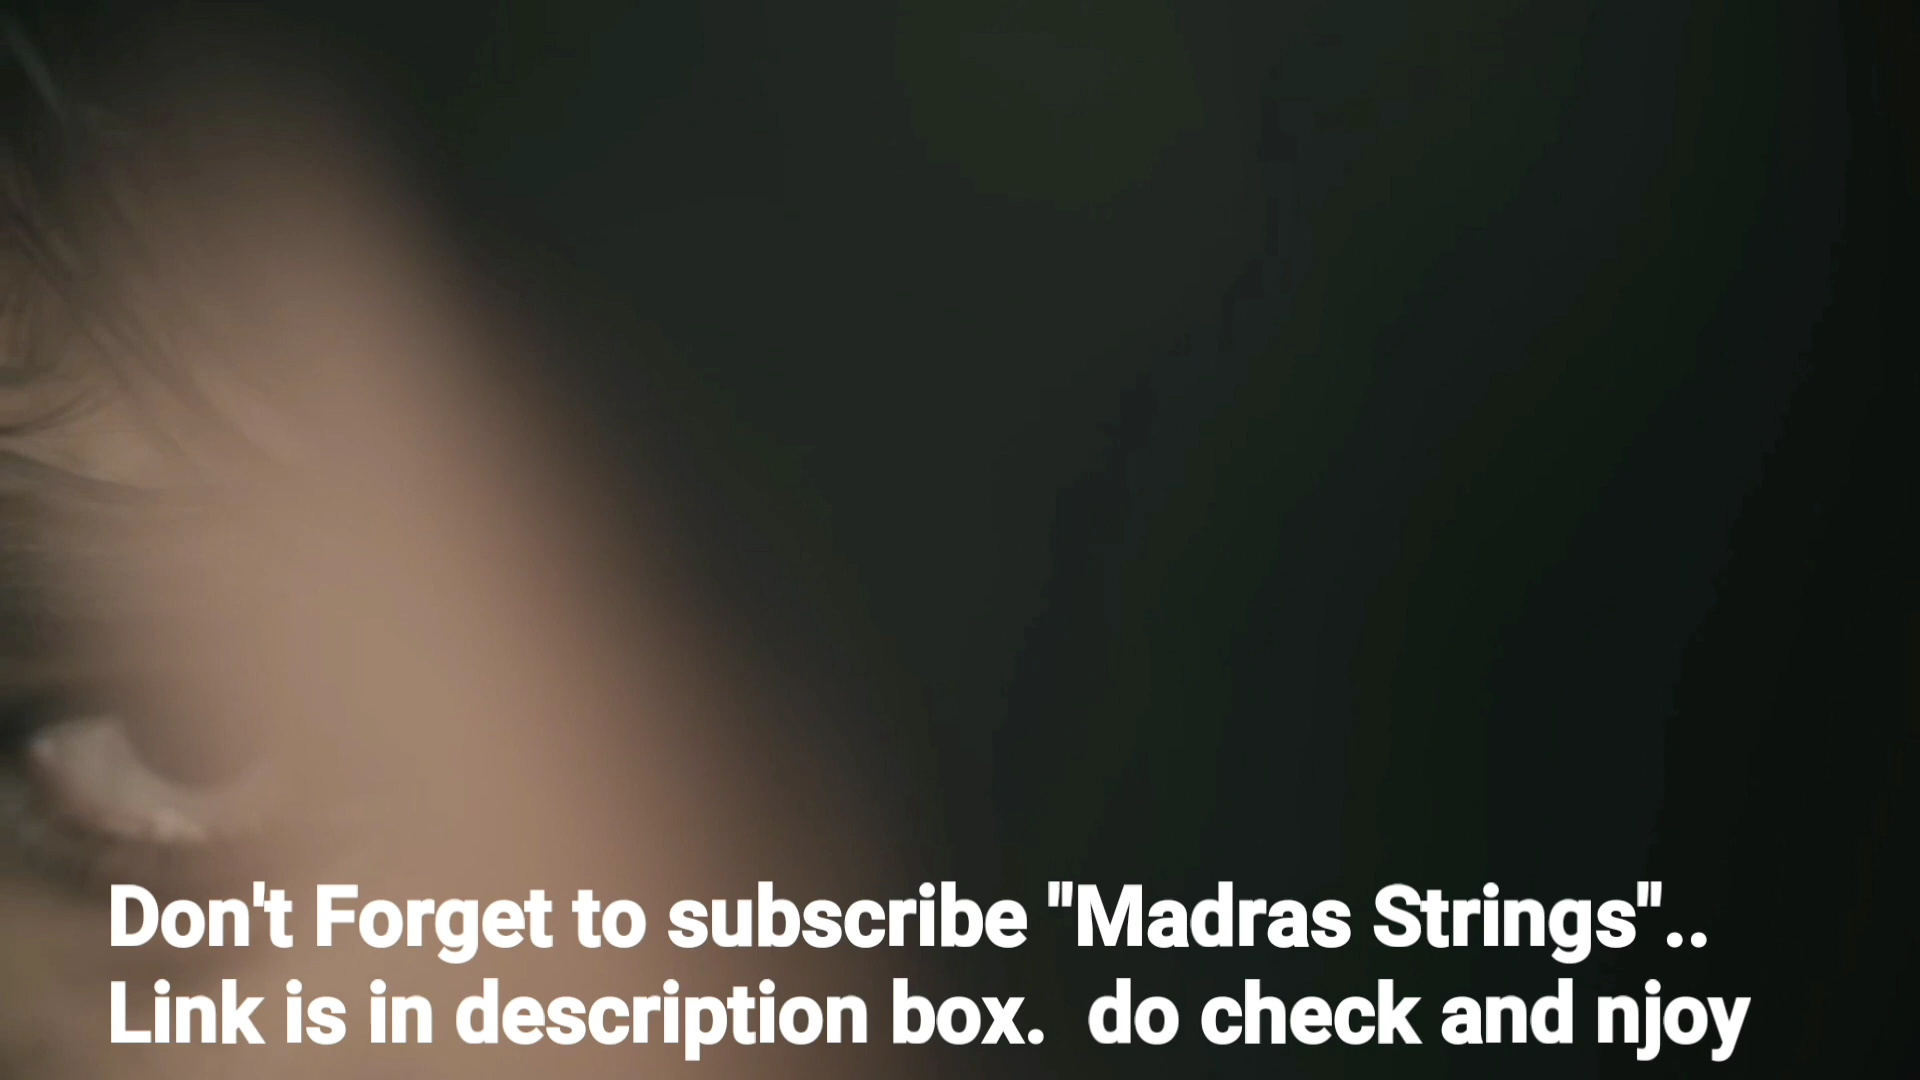 Don't Forget to subscribe "Madras Strings"..
Link is in description box.  do check and njoy